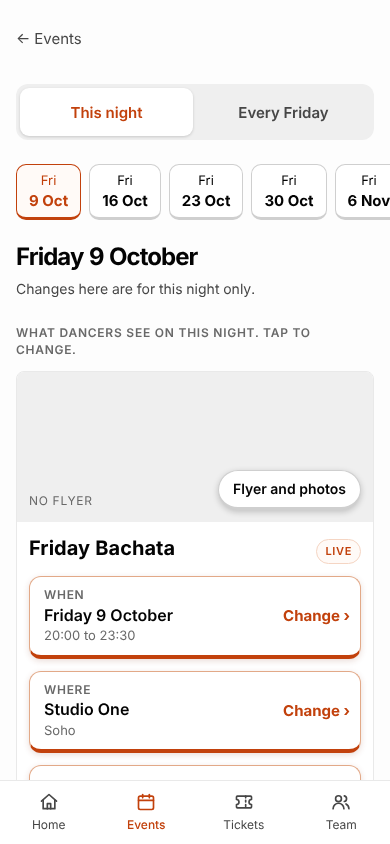 ← Events
This night
Every Friday
Fri
9 Oct
Fri
16 Oct
Fri
23 Oct
Fri
30 Oct
Fri
6 Nov
Friday 9 October
Changes here are for this night only.
WHAT DANCERS SEE ON THIS NIGHT. TAP TO
CHANGE.
NO FLYER
Flyer and photos
Friday Bachata
LIVE
WHEN
Friday 9 October
20:00 to 23:30
Change ›
WHERE
Studio One
Soho
Change ›
Home
Events
Tickets
Team